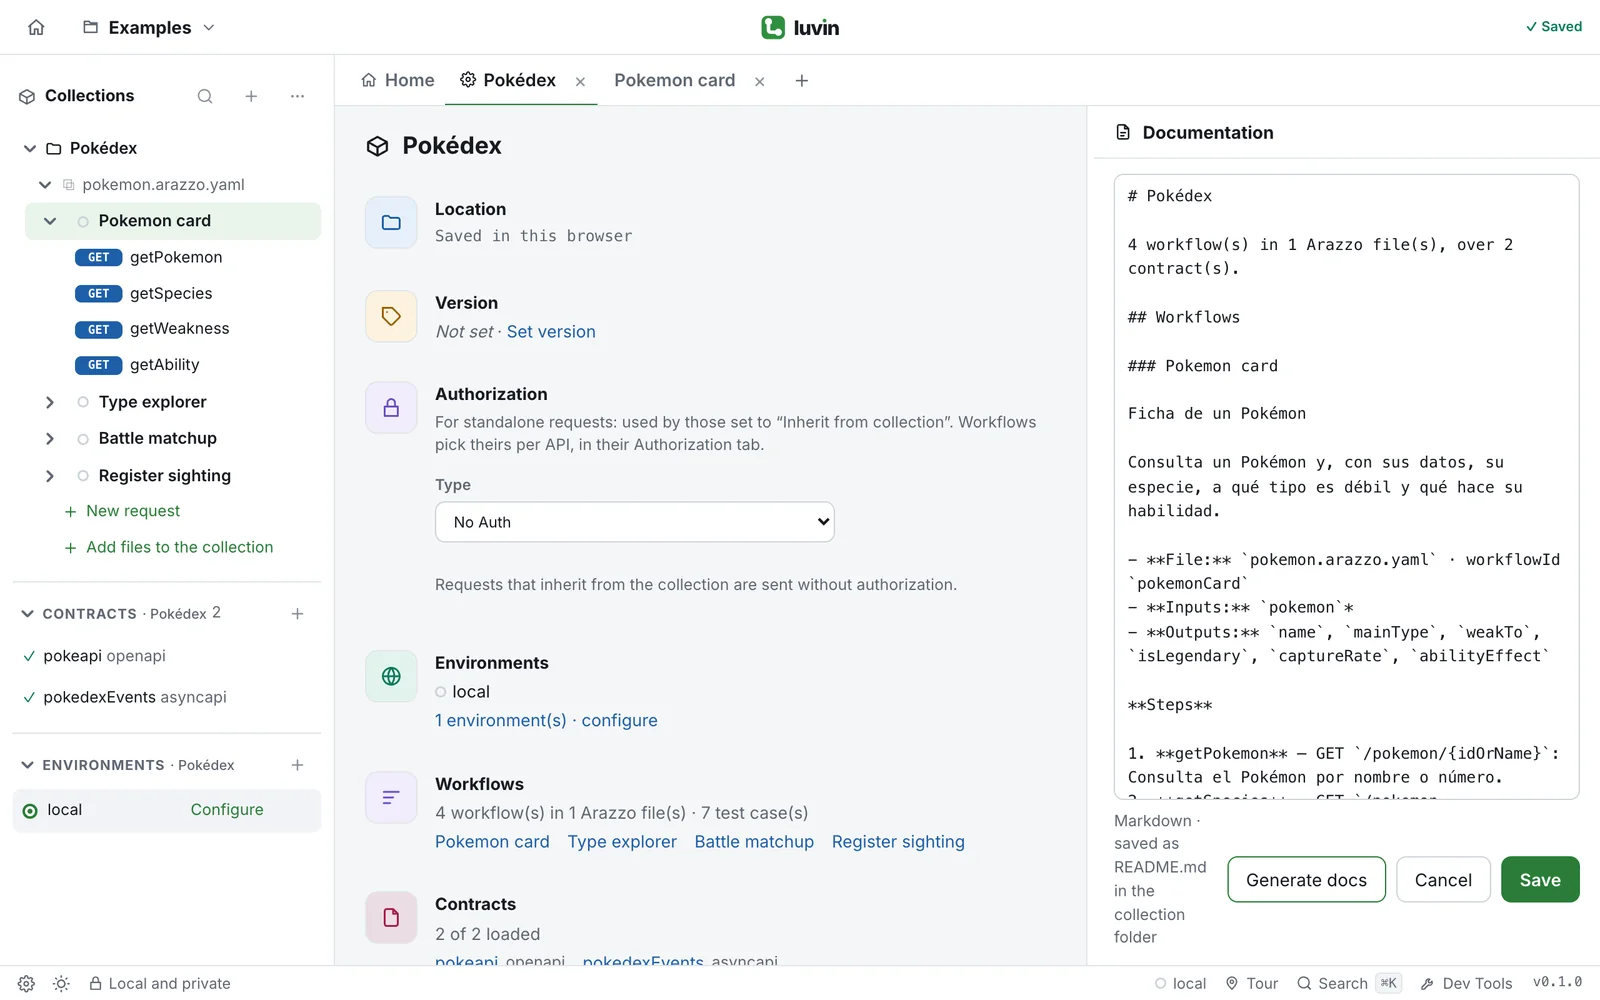 Examples
luvin
✓ Saved
Collections
Home
Pokédex ×
Pokemon card ×
+
Pokédex
pokemon.arazzo.yaml
Pokemon card
GET getPokemon
GET getSpecies
GET getWeakness
GET getAbility
Type explorer
Battle matchup
Register sighting
+ New request
+ Add files to the collection
CONTRACTS · Pokédex 2
✓ pokeapi openapi
✓ pokedexEvents asyncapi
ENVIRONMENTS · Pokédex
local Configure
Pokédex
Location
Saved in this browser
Version
Not set · Set version
Authorization
For standalone requests: used by those set to “Inherit from collection”. Workflows
pick theirs per API, in their Authorization tab.
Type
No Auth
Requests that inherit from the collection are sent without authorization.
Environments
local
1 environment(s) · configure
Workflows
4 workflow(s) in 1 Arazzo file(s) · 7 test case(s)
Pokemon card Type explorer Battle matchup Register sighting
Contracts
2 of 2 loaded
pokeapi openapi pokedexEvents asyncapi
Documentation
# Pokédex
4 workflow(s) in 1 Arazzo file(s), over 2
contract(s).
## Workflows
### Pokemon card
Ficha de un Pokémon
Consulta un Pokémon y, con sus datos, su
especie, a qué tipo es débil y qué hace su
habilidad.
- **File:** `pokemon.arazzo.yaml` · workflowId
`pokemonCard`
- **Inputs:** `pokemon`*
- **Outputs:** `name`, `mainType`, `weakTo`,
`isLegendary`, `captureRate`, `abilityEffect`
**Steps**
1. **getPokemon** — GET `/pokemon/{idOrName}`:
Consulta el Pokémon por nombre o número.
2. **getSpecies** — GET `/pokemon
Markdown ·
saved as
README.md
in the
collection
folder
Generate docs
Cancel
Save
Local and private
local
Tour
Search ⌘K
Dev Tools
v0.1.0